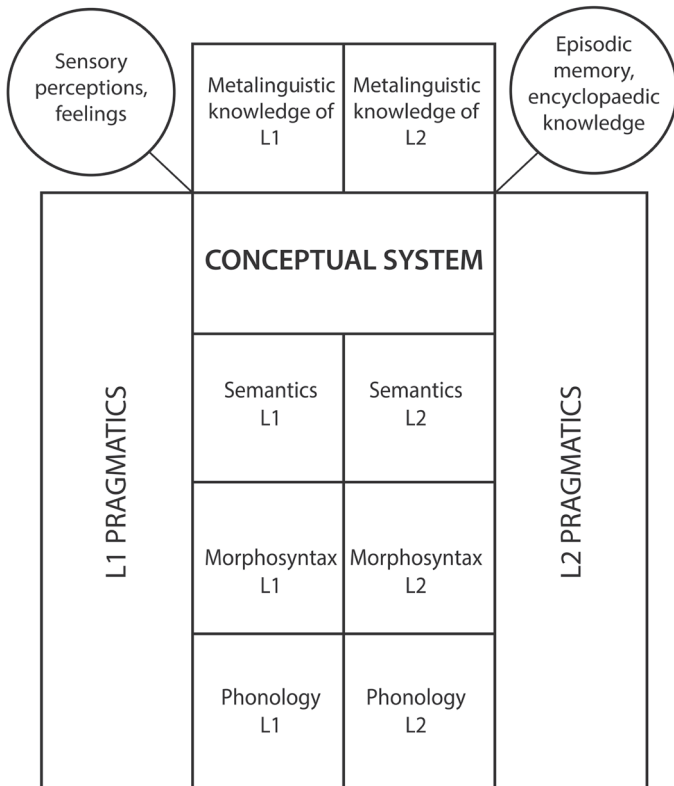 Sensory
perceptions,
feelings
Metalinguistic
knowledge of
L1
Metalinguistic
knowledge of
L2
Episodic
memory,
encyclopaedic
knowledge
CONCEPTUAL SYSTEM
L1 PRAGMATICS
Semantics
L1
Semantics
L2
L2 PRAGMATICS
Morphosyntax
L1
Morphosyntax
L2
Phonology
L1
Phonology
L2